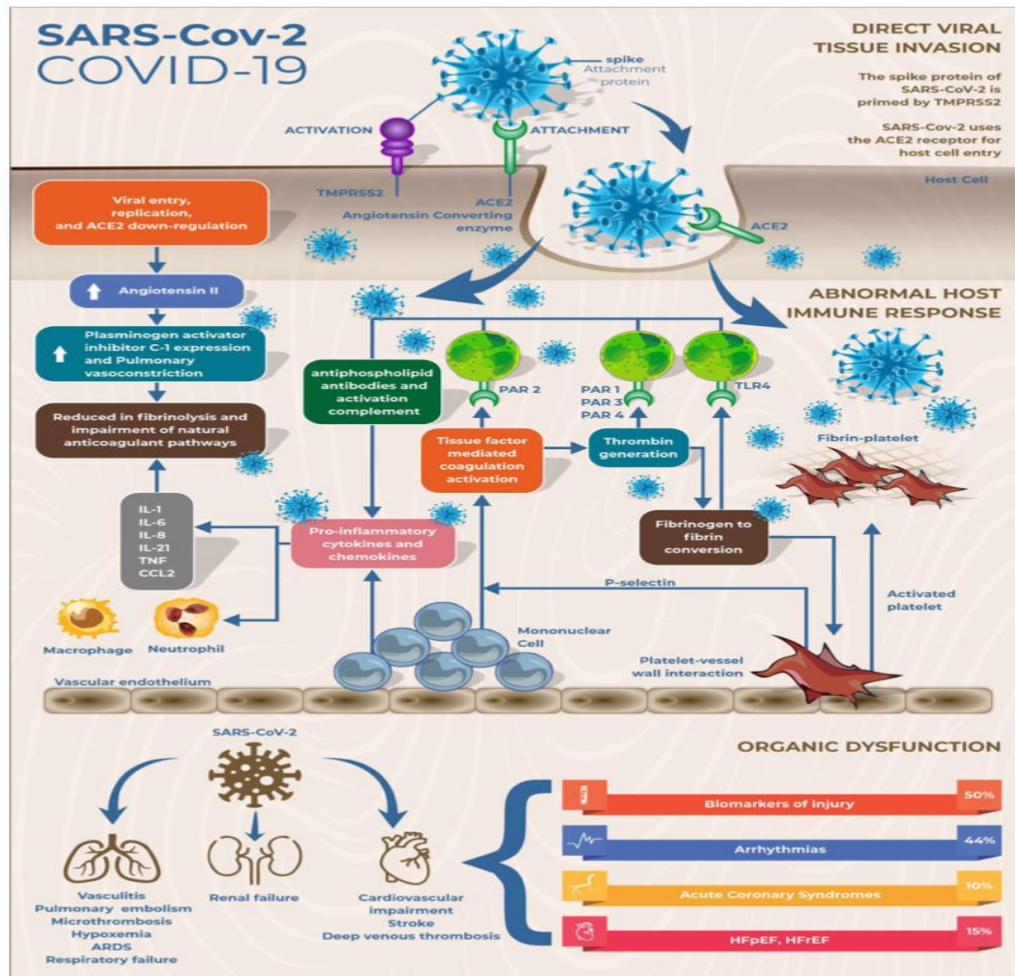 SARS-Cov-2
COVID-19
spike
Attachment
protein
ACTIVATION
ATTACHMENT
DIRECT VIRAL
TISSUE INVASION
The spike protein of
SARS-CoV-2 is
primed by TMPRSS2
SARS-Cov-2 uses
the ACE2 receptor for
host cell entry
Host Cell
TMPRSS2
ACE2
Angiotensin Converting
enzyme
ACE2
Viral entry,
replication,
and ACE2 down-regulation
Angiotensin II
Plasminogen activator
inhibitor C-1 expression
and Pulmonary
vasoconstriction
Reduced in fibrinolysis and
impairment of natural
anticoagulant pathways
IL-1
IL-6
IL-8
IL-21
TNF
CCL2
Macrophage
Neutrophil
antiphospholipid
antibodies and
activation
complement
Pro-inflammatory
cytokines and
chemokines
PAR 2
PAR 1
PAR 3
PAR 4
TLR4
Tissue factor
mediated
coagulation
activation
Thrombin
generation
Fibrinogen to
fibrin
conversion
ABNORMAL HOST
IMMUNE RESPONSE
Fibrin-platelet
P-selectin
Activated
platelet
Mononuclear
Cell
Platelet-vessel
wall interaction
Vascular endothelium
SARS-CoV-2
Vasculitis
Pulmonary embolism
Microthrombosis
Hypoxemia
ARDS
Respiratory failure
Renal failure
Cardiovascular
impairment
Stroke
Deep venous thrombosis
ORGANIC DYSFUNCTION
Biomarkers of injury 50%
Arrhythmias 44%
Acute Coronary Syndromes 10%
HFpEF, HFrEF 15%